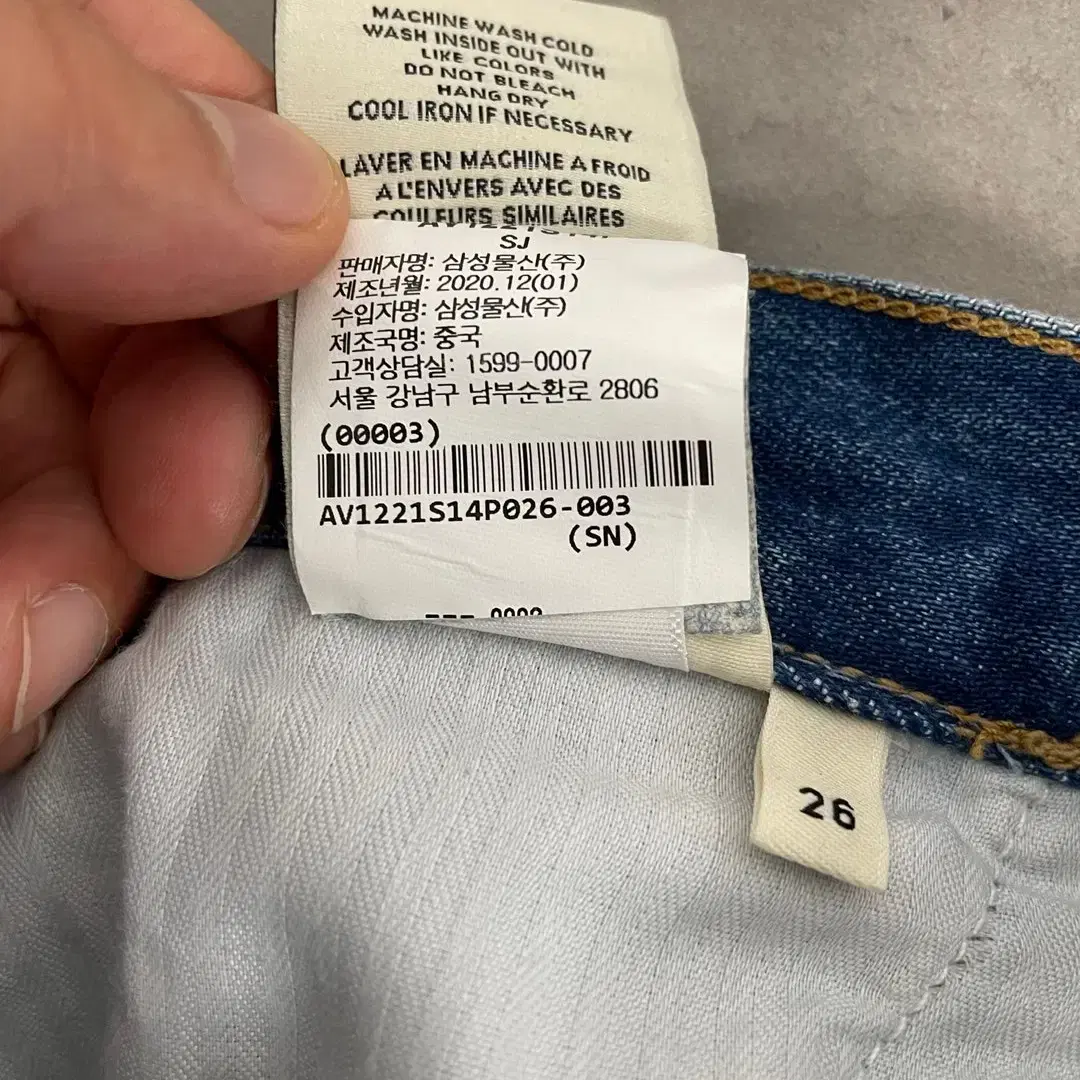 MACHINE WASH COLD
WASH INSIDE OUT WITH
LIKE COLORS
DO NOT BLEACH
HANG DRY
COOL IRON IF NECESSARY
LAVER EN MACHINE A FROID
A L'ENVERS AVEC DES
COULEURS SIMILAIRES
SJ
판매자명: 삼성물산(주)
제조년월: 2020.12(01)
수입자명: 삼성물산(주)
제조국명: 중국
고객상담실: 1599-0007
서울 강남구 남부순환로 2806
(00003)
AV1221S14P026-003
(SN)
26